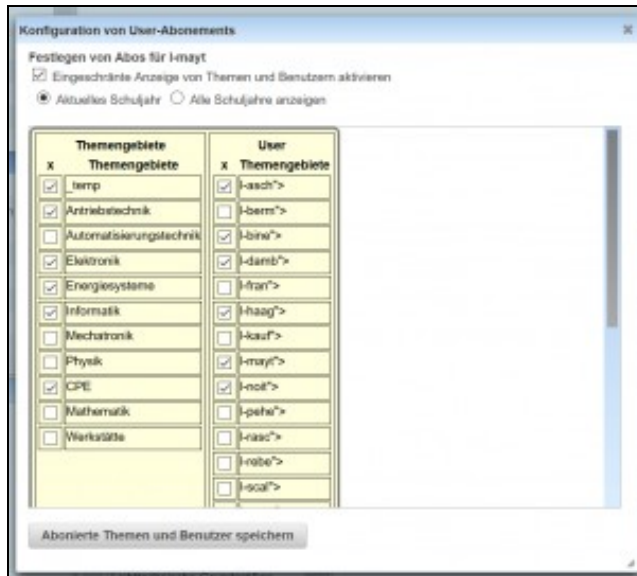 Konfiguration von User-Abonements
Festlegen von Abos für l-mayt
Eingeschränte Anzeige von Themen und Benutzern aktivieren
Aktuelles Schuljahr Alle Schuljahre anzeigen
Themengebiete User
x Themengebiete x Themengebiete
_temp l-asch">
Antriebstechnik l-berm">
Automatisierungstechnik l-bine">
Elektronik l-damb">
Energiesysteme l-fran">
Informatik l-haag">
Mechatronik l-kauf">
Physik l-mayt">
CPE l-noit">
Mathematik l-pehe">
Werkstätte l-rasc">
l-rebe">
l-scal">
Abonierte Themen und Benutzer speichern